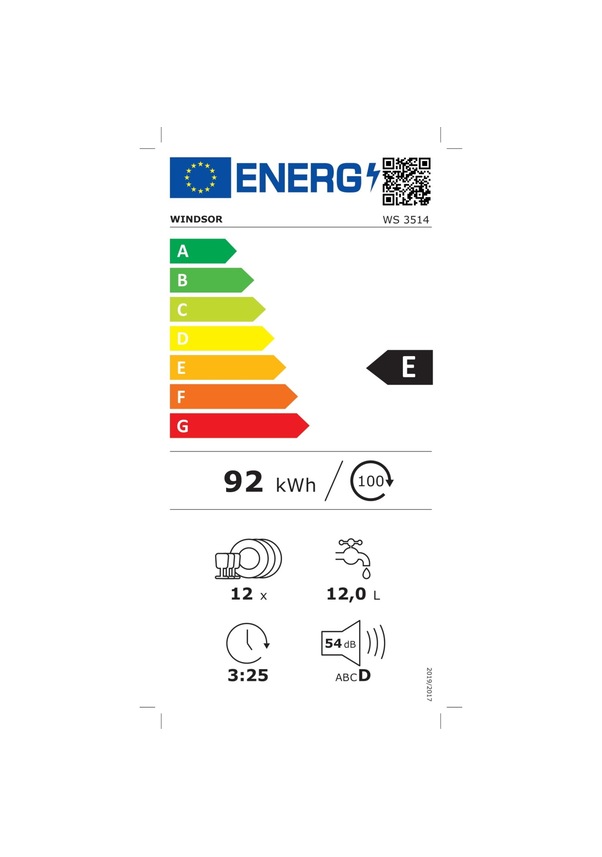 ENERG
WINDSOR WS 3514
A
B
C
D
E
E
F
G
92 kWh / 100
12 x 12,0 L
54 dB
3:25 ABCD
2019/2017